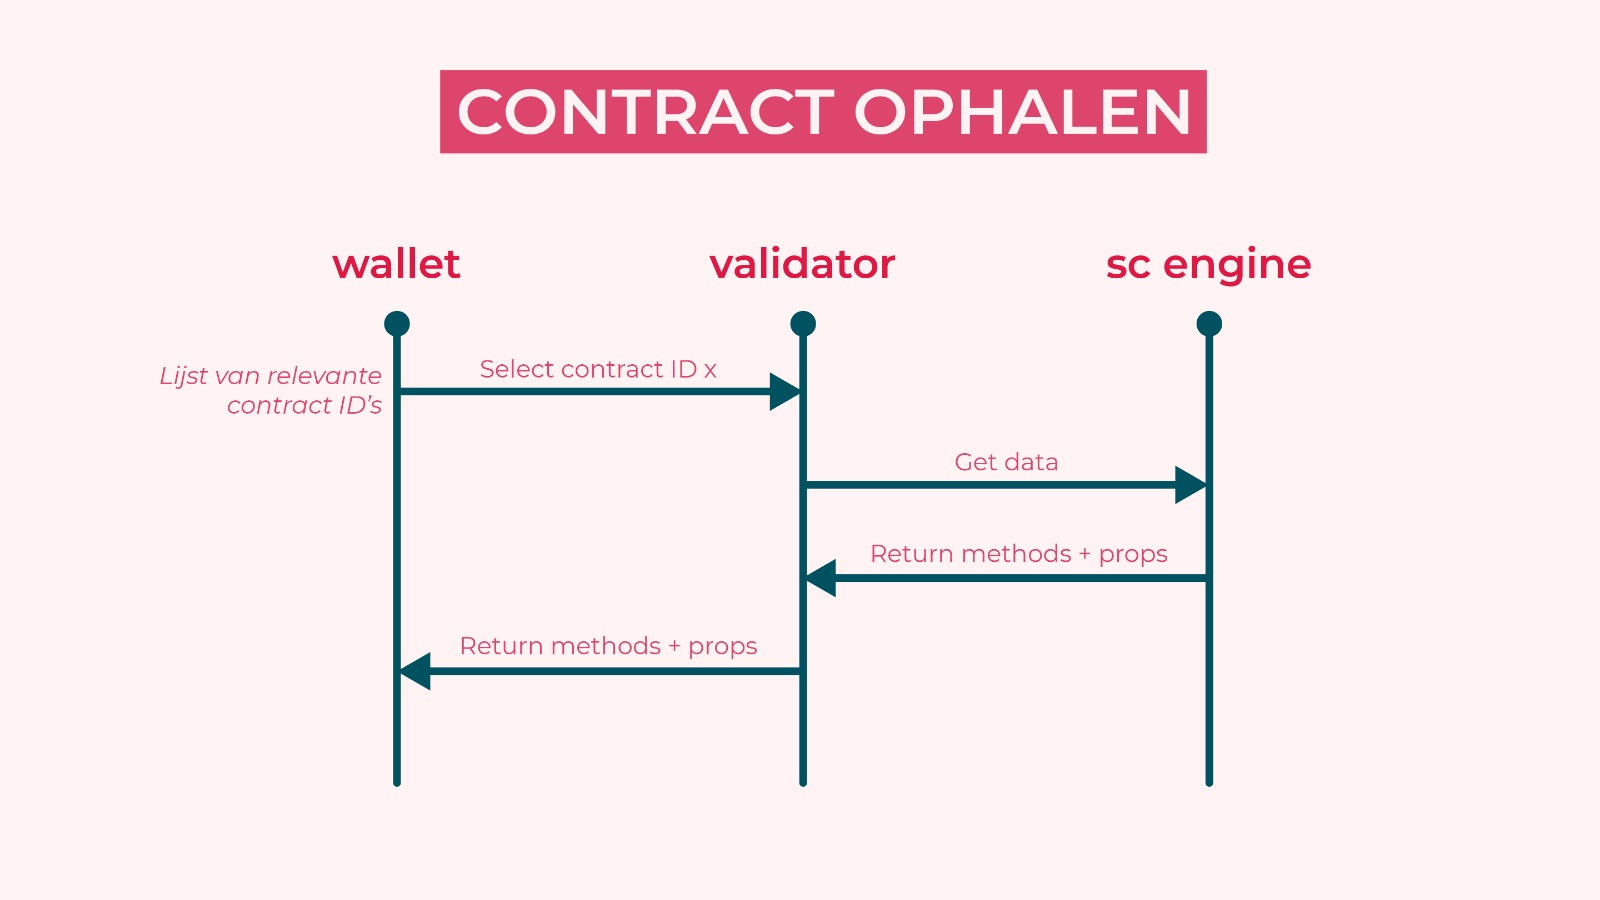 CONTRACT OPHALEN
wallet
validator
sc engine
Lijst van relevante
contract ID’s
Select contract ID x
Get data
Return methods + props
Return methods + props